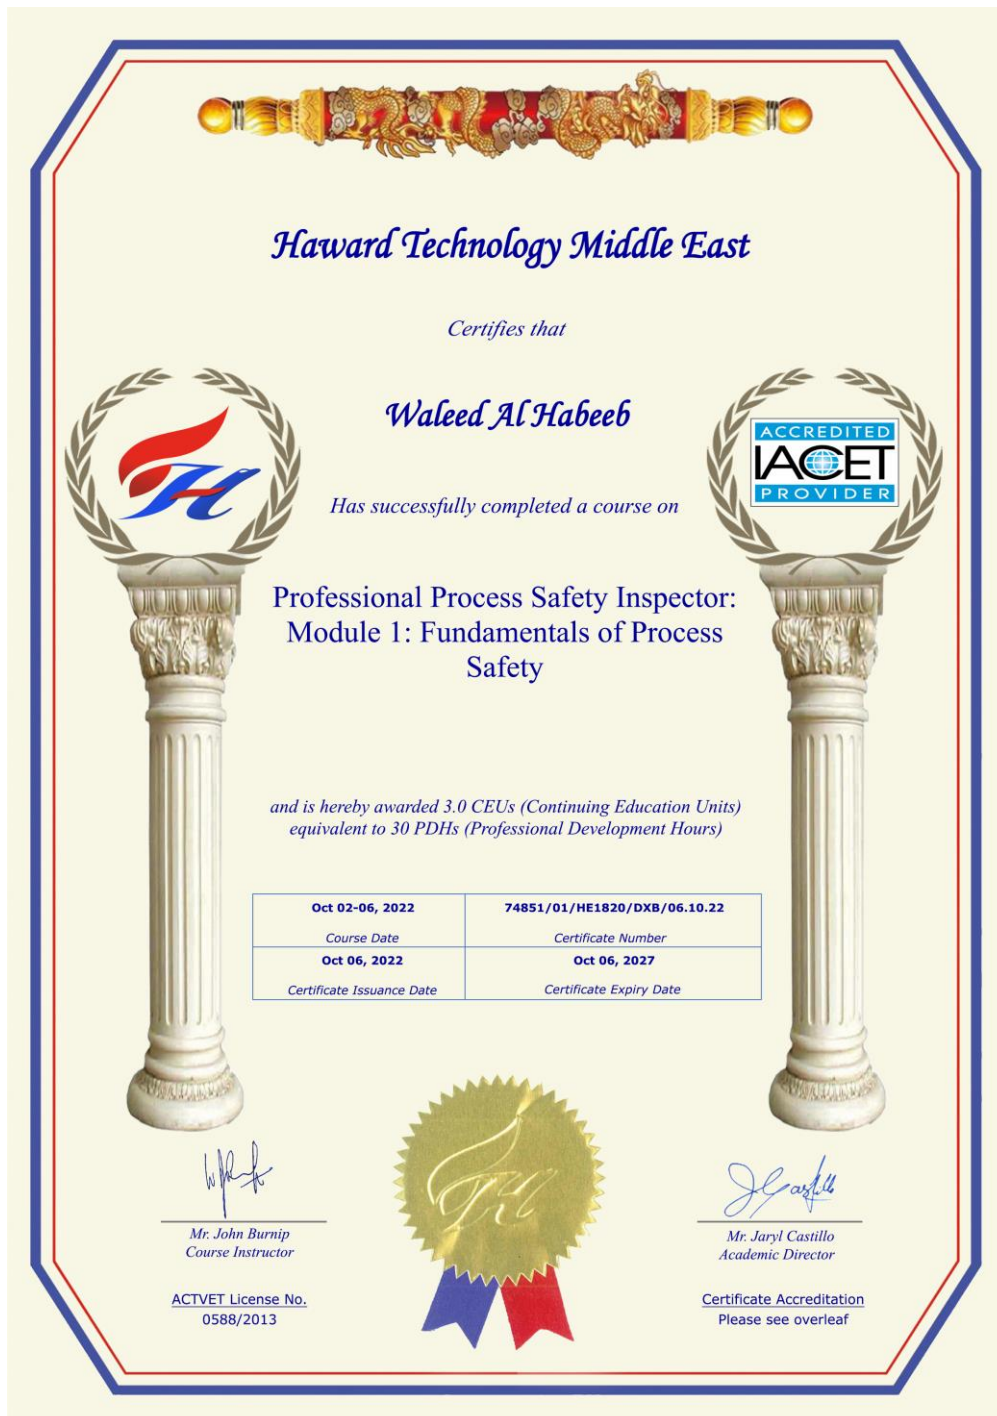 Haward Technology Middle East
Certifies that
Waleed Al Habeeb
ACCREDITED
IACET
PROVIDER
Has successfully completed a course on
Professional Process Safety Inspector:
Module 1: Fundamentals of Process
Safety
and is hereby awarded 3.0 CEUs (Continuing Education Units)
equivalent to 30 PDHs (Professional Development Hours)
Oct 02-06, 2022
Course Date
74851/01/HE1820/DXB/06.10.22
Certificate Number
Oct 06, 2022
Certificate Issuance Date
Oct 06, 2027
Certificate Expiry Date
Mr. John Burnip
Course Instructor
ACTVET License No.
0588/2013
Mr. Jaryl Castillo
Academic Director
Certificate Accreditation
Please see overleaf